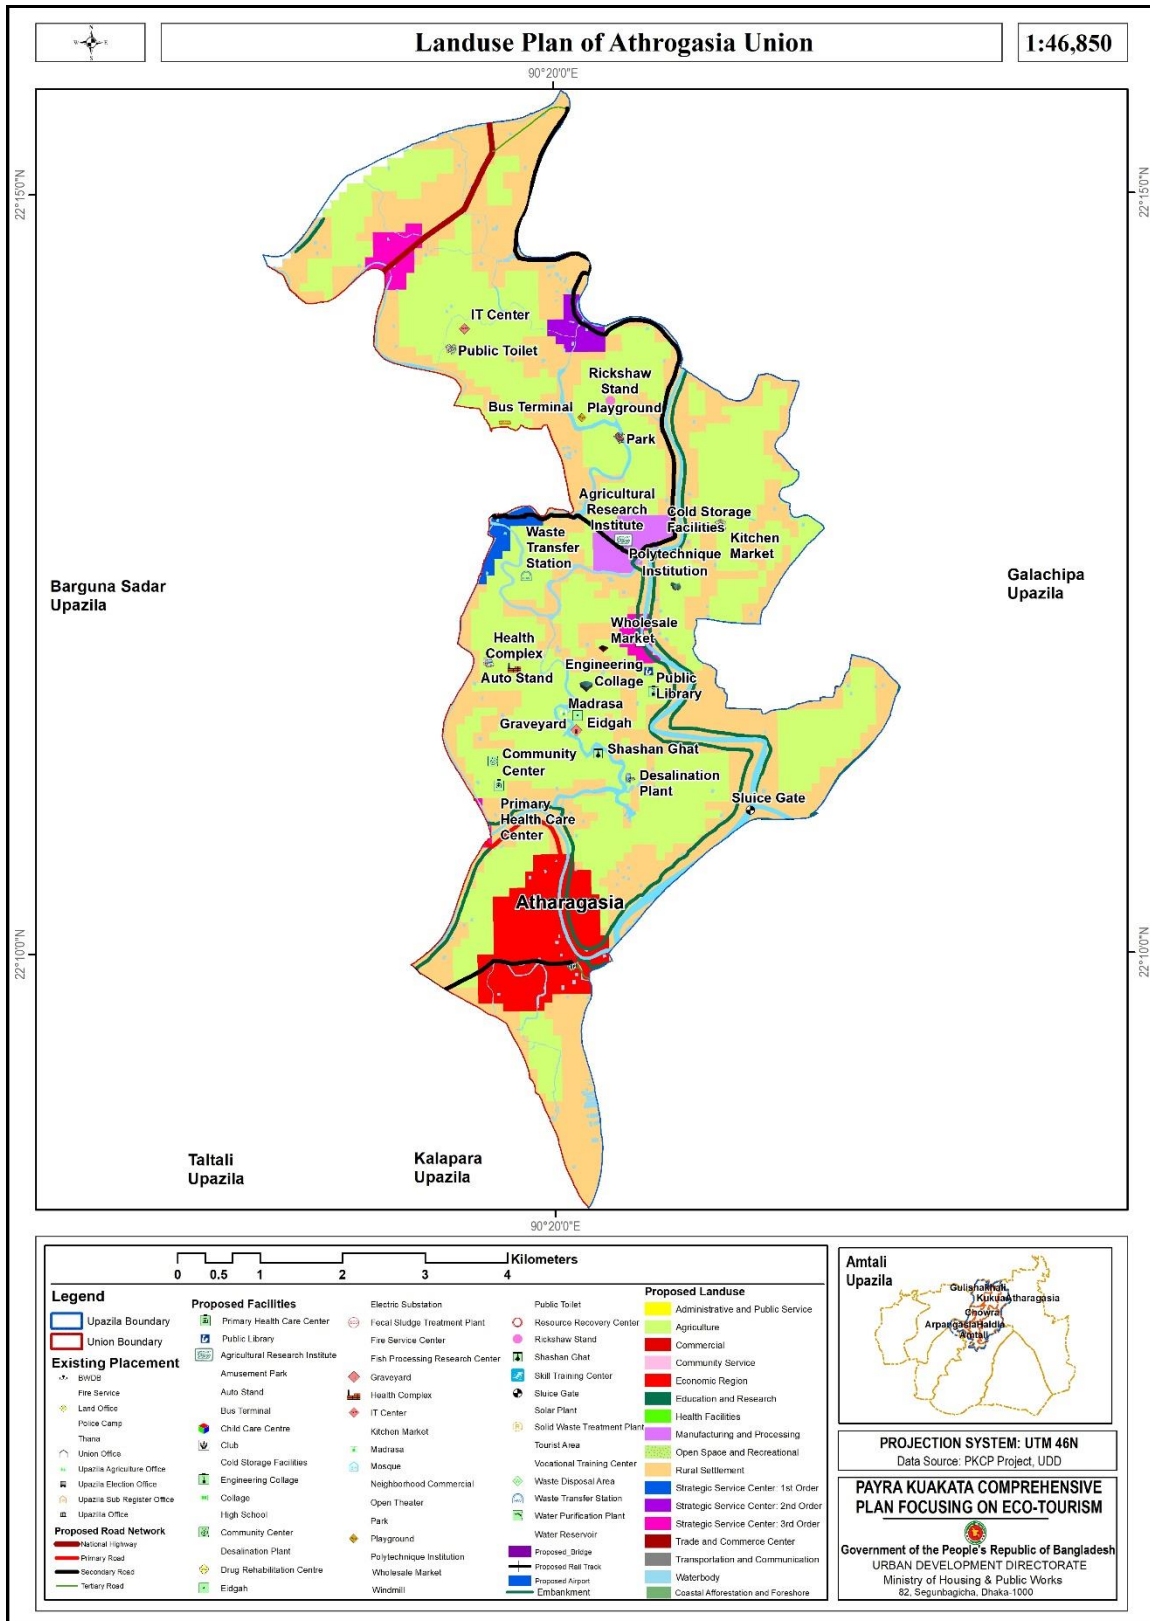 N
W E
S
Landuse Plan of Athrogasia Union
1:46,850
90°20'0"E
22°15'0"N
22°15'0"N
IT Center
Public Toilet
Rickshaw
Stand
Bus Terminal
Playground
Park
Agricultural
Research
Institute
Cold Storage
Facilities
Kitchen
Market
Waste
Transfer
Station
Polytechnique
Institution
Barguna Sadar
Upazila
Galachipa
Upazila
Wholesale
Market
Health
Complex
Auto Stand
Engineering
Collage
Public
Library
Madrasa
Graveyard
Eidgah
Community
Center
Shashan Ghat
Desalination
Plant
Sluice Gate
Primary
Health Care
Center
Atharagasia
22°10'0"N
22°10'0"N
Taltali
Upazila
Kalapara
Upazila
90°20'0"E
Kilometers
0 0.5 1 2 3 4
Legend
Upazila Boundary
Union Boundary
Existing Placement
BWDB
Fire Service
Land Office
Police Camp
Thana
Union Office
Upazila Agriculture Office
Upazila Election Office
Upazila Sub Register Office
Upazila Office
Proposed Road Network
National Highway
Primary Road
Secondary Road
Tertiary Road
Proposed Facilities
Primary Health Care Center
Public Library
Agricultural Research Institute
Amusement Park
Auto Stand
Bus Terminal
Child Care Centre
Club
Cold Storage Facilities
Engineering Collage
Collage
High School
Community Center
Desalination Plant
Drug Rehabilitation Centre
Eidgah
Electric Substation
Fecal Sludge Treatment Plant
Fire Service Center
Fish Processing Research Center
Graveyard
Health Complex
IT Center
Kitchen Market
Madrasa
Mosque
Neighborhood Commercial
Open Theater
Park
Playground
Polytechnique Institution
Wholesale Market
Windmill
Public Toilet
Resource Recovery Center
Rickshaw Stand
Shashan Ghat
Skill Training Center
Sluice Gate
Solar Plant
Solid Waste Treatment Plant
Tourist Area
Vocational Training Center
Waste Disposal Area
Waste Transfer Station
Water Purification Plant
Water Reservoir
Proposed_Bridge
Proposed Rail Track
Proposed Airport
Embankment
Proposed Landuse
Administrative and Public Service
Agriculture
Commercial
Community Service
Economic Region
Education and Research
Health Facilities
Manufacturing and Processing
Open Space and Recreational
Rural Settlement
Strategic Service Center: 1st Order
Strategic Service Center: 2nd Order
Strategic Service Center: 3rd Order
Trade and Commerce Center
Transportation and Communication
Waterbody
Coastal Afforestation and Foreshore
Amtali
Upazila
Gulishakhali
Kukua
Atharagasia
Chowra
Arpangasia
Haldia
Amtali
PROJECTION SYSTEM: UTM 46N
Data Source: PKCP Project, UDD
PAYRA KUAKATA COMPREHENSIVE
PLAN FOCUSING ON ECO-TOURISM
Government of the People's Republic of Bangladesh
URBAN DEVELOPMENT DIRECTORATE
Ministry of Housing & Public Works
82, Segunbagicha, Dhaka-1000